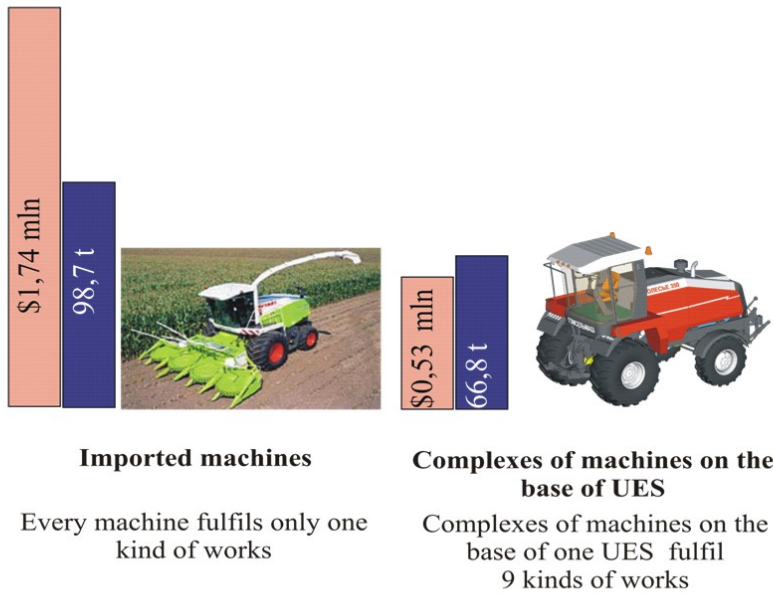 $1,74 mln
98,7 t
$0,53 mln
66,8 t
Imported machines
Every machine fulfils only one
kind of works
Complexes of machines on the
base of UES
Complexes of machines on the
base of one UES fulfil
9 kinds of works